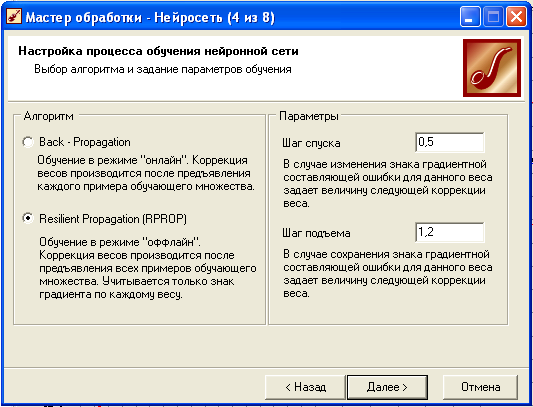 Мастер обработки - Нейросеть (4 из 8)
Настройка процесса обучения нейронной сети
Выбор алгоритма и задание параметров обучения
Алгоритм
Back - Propagation
Обучение в режиме "онлайн". Коррекция
весов производится после предъявления
каждого примера обучающего множества.
Resilient Propagation (RPROP)
Обучение в режиме "оффлайн".
Коррекция весов производится после
предъявления всех примеров обучающего
множества. Учитывается только знак
градиента по каждому весу.
Параметры
Шаг спуска
0,5
В случае изменения знака градиентной
составляющей ошибки для данного веса
задает величину следующей коррекции
веса.
Шаг подъема
1,2
В случае сохранения знака градиентной
составляющей ошибки для данного веса
задает величину следующей коррекции
веса.
< Назад
Далее >
Отмена